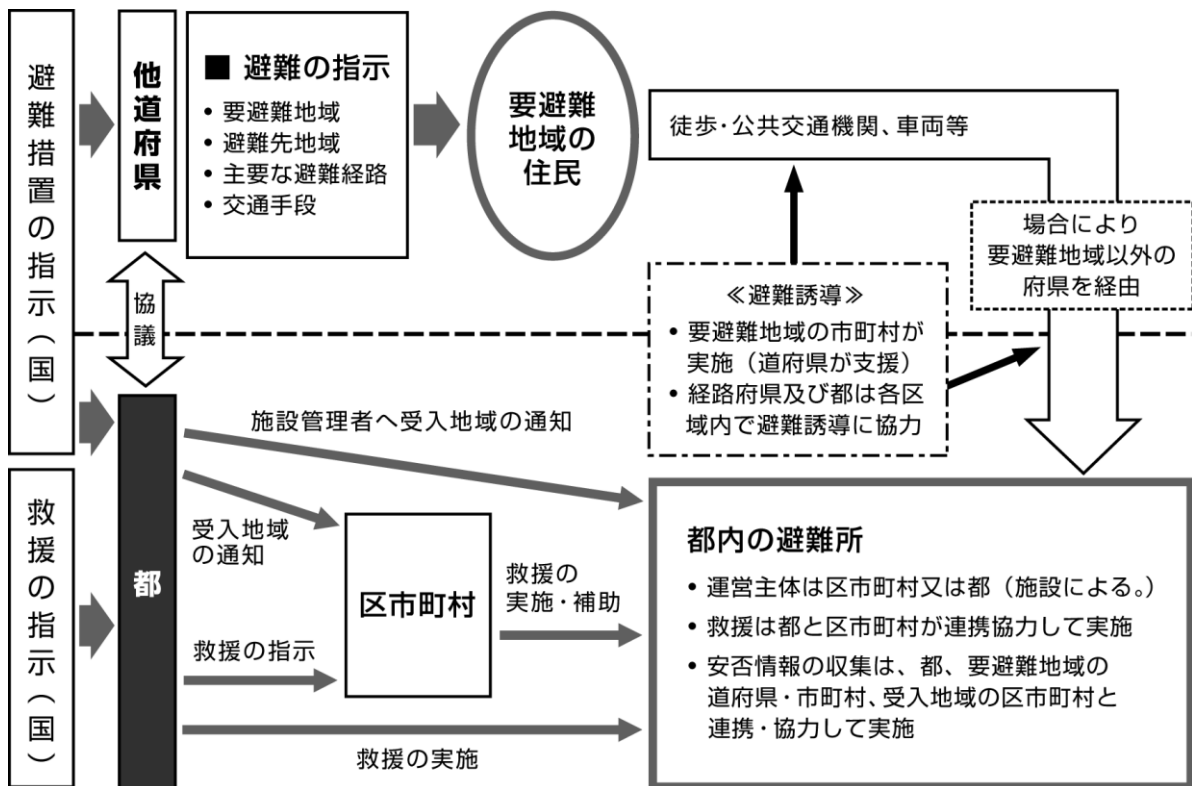 避難措置の指示（国）
他道府県
■ 避難の指示
• 要避難地域
• 避難先地域
• 主要な避難経路
• 交通手段
要避難
地域の
住民
徒歩・公共交通機関、車両等
場合により
要避難地域以外の
府県を経由
協議
≪避難誘導≫
• 要避難地域の市町村が
実施（道府県が支援）
• 経路府県及び都は各区
域内で避難誘導に協力
救援の指示（国）
都
施設管理者へ受入地域の通知
受入地域
の通知
区市町村
救援の
実施・補助
救援の指示
救援の実施
都内の避難所
• 運営主体は区市町村又は都（施設による。）
• 救援は都と区市町村が連携協力して実施
• 安否情報の収集は、都、要避難地域の
道府県・市町村、受入地域の区市町村と
連携・協力して実施